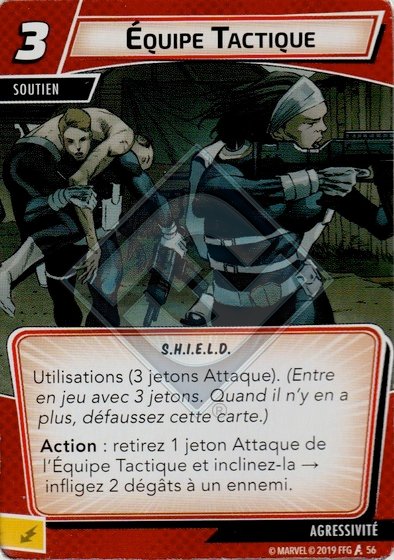 3
ÉQUIPE TACTIQUE
SOUTIEN
S.H.I.E.L.D.
Utilisations (3 jetons Attaque). (Entre
en jeu avec 3 jetons. Quand il n'y en a
plus, défaussez cette carte.)
Action : retirez 1 jeton Attaque de
l'Équipe Tactique et inclinez-la →
infligez 2 dégâts à un ennemi.
AGRESSIVITÉ
© MARVEL © 2019 FFG 56